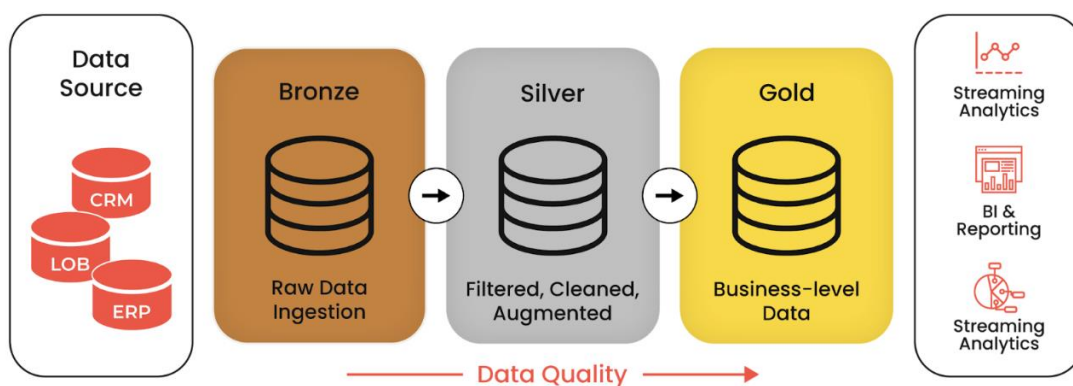 Data
Source
CRM
LOB
ERP
Bronze
Raw Data
Ingestion
Silver
Filtered, Cleaned,
Augmented
Gold
Business-level
Data
Data Quality
Streaming
Analytics
BI &
Reporting
Streaming
Analytics